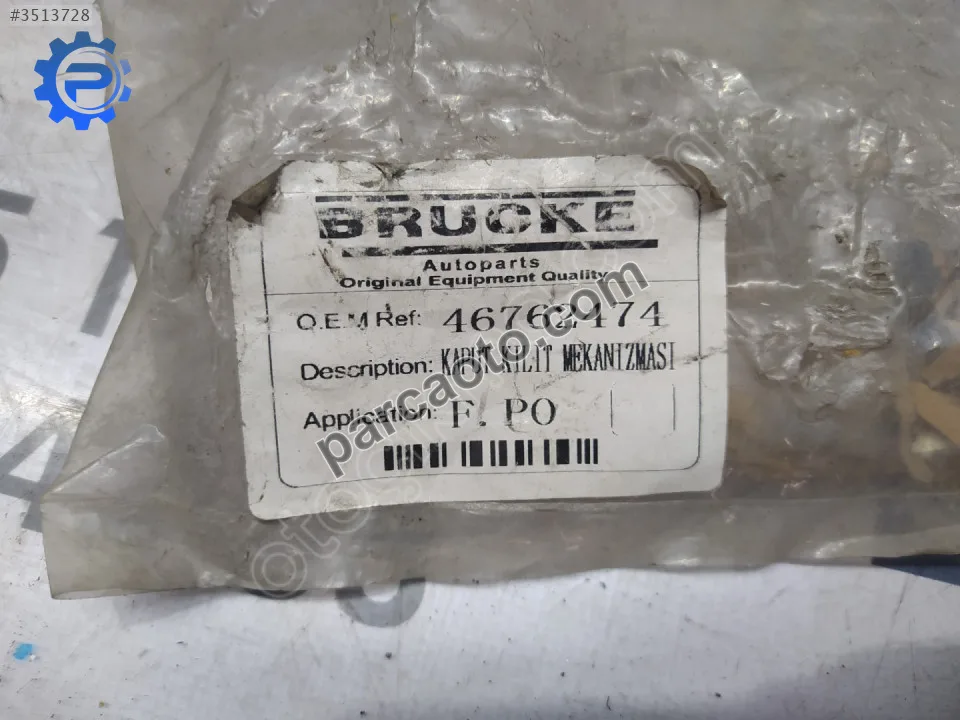 #3513728
BRUCKE
Autoparts
Original Equipment Quality
O.E.M Ref: 46762474
Description: KAPUT KILIT MEKANIZMASI
Application: F. PO
parcaoto.com